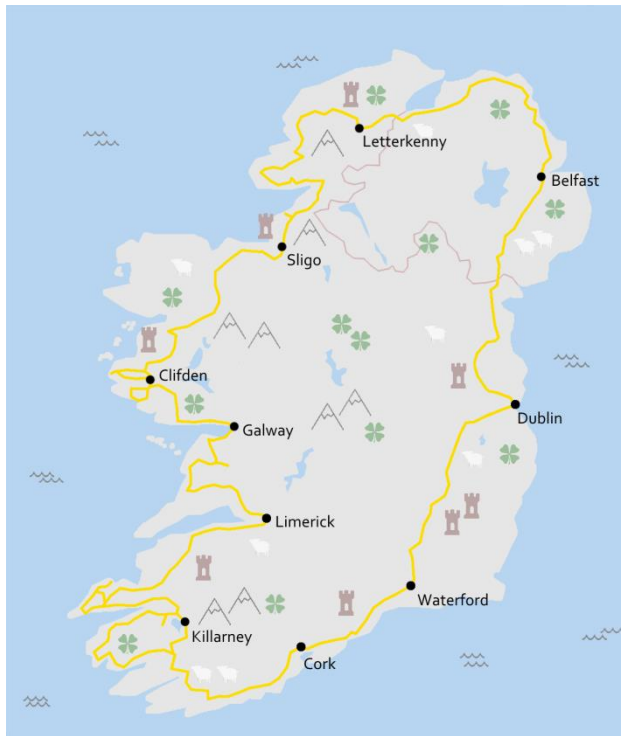 Letterkenny
Belfast
Sligo
Clifden
Dublin
Galway
Limerick
Waterford
Killarney
Cork